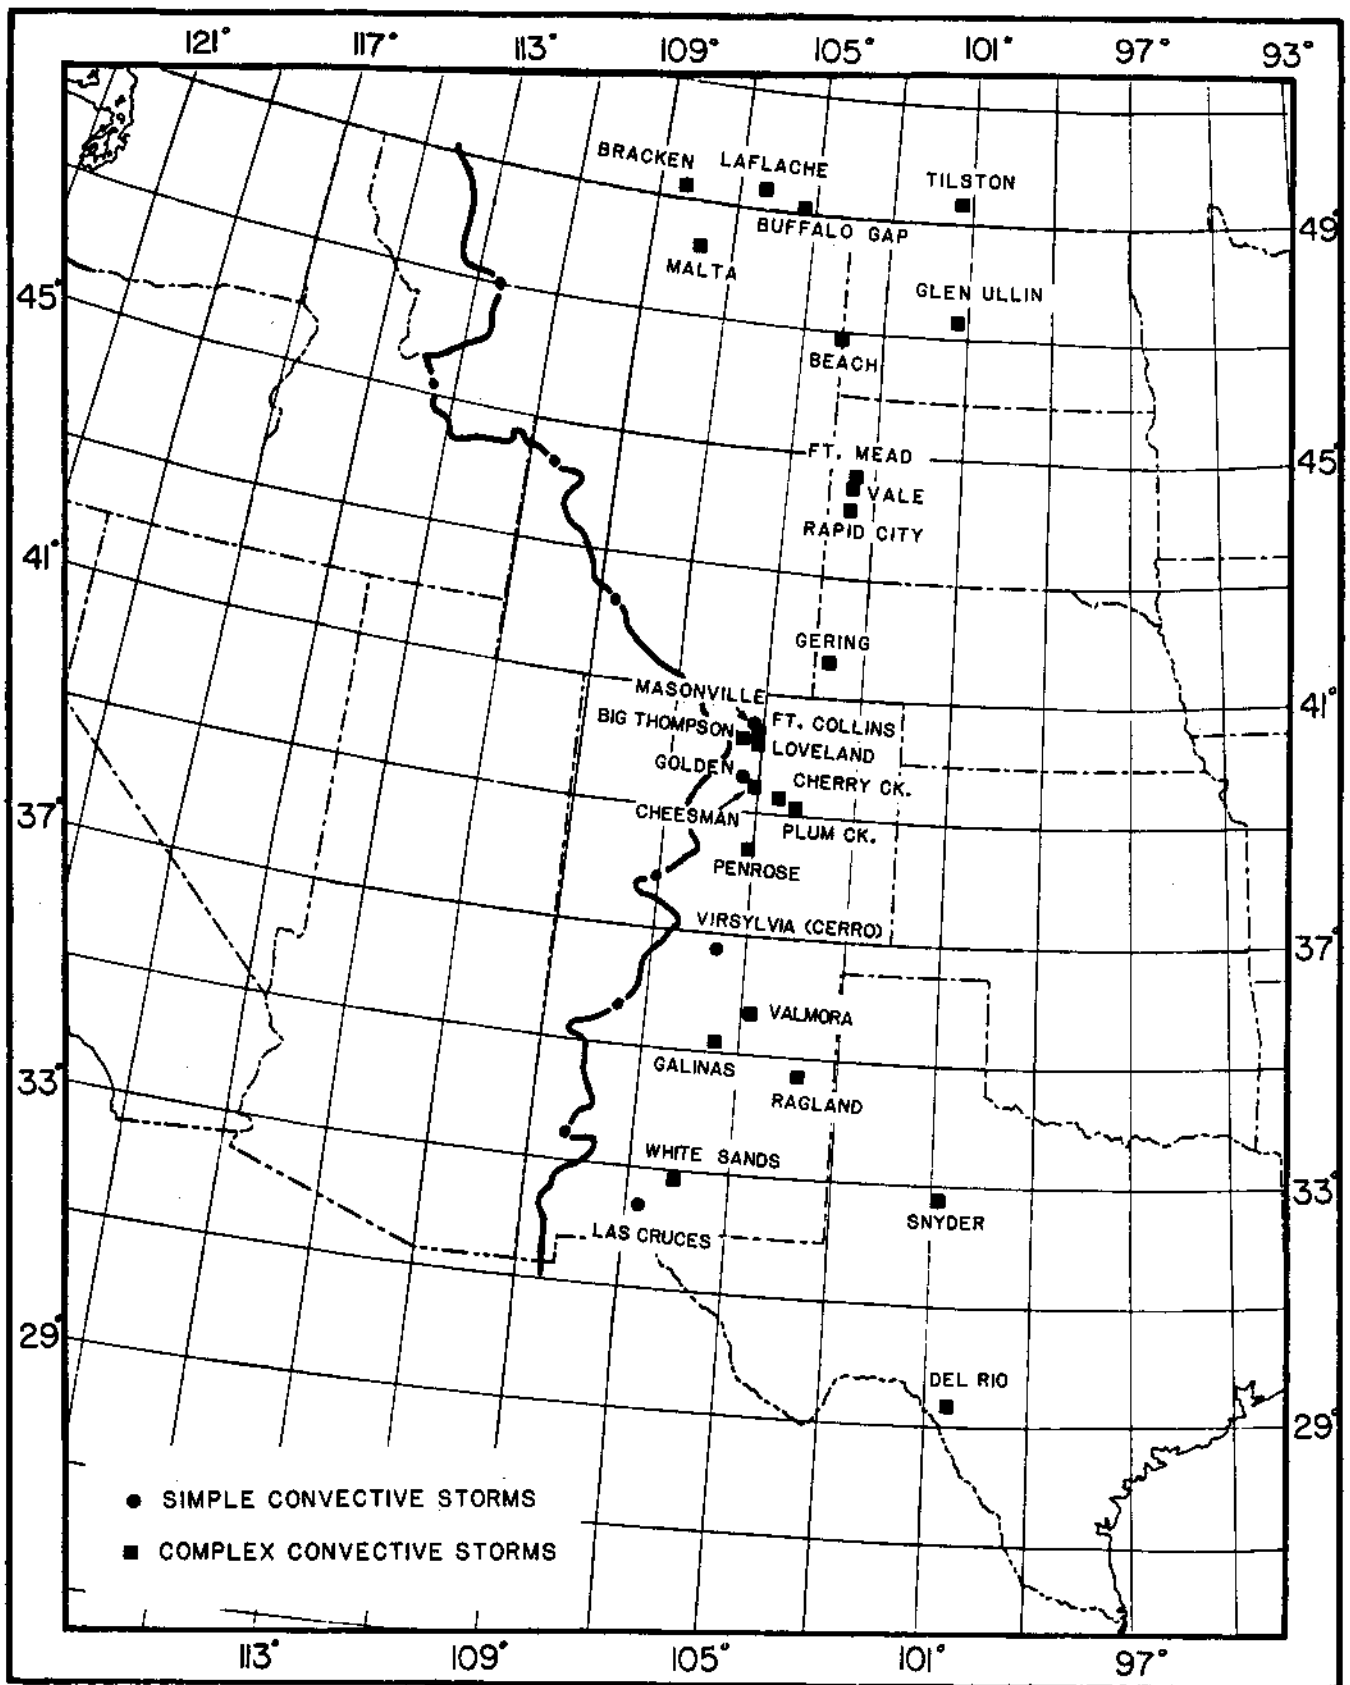 121° 117° 113° 109° 105° 101° 97° 93°
BRACKEN LAFLACHE
TILSTON
BUFFALO GAP
49°
MALTA
GLEN ULLIN
45°
BEACH
FT. MEAD
45°
VALE
RAPID CITY
41°
GERING
MASONVILLE
41°
BIG THOMPSON FT. COLLINS
LOVELAND
GOLDEN
CHERRY CK.
37°
CHEESMAN
PLUM CK.
PENROSE
VIRSYLVIA (CERRO)
37°
VALMORA
GALINAS
33°
RAGLAND
WHITE SANDS
33°
SNYDER
LAS CRUCES
29°
DEL RIO
29°
SIMPLE CONVECTIVE STORMS
COMPLEX CONVECTIVE STORMS
113° 109° 105° 101° 97°